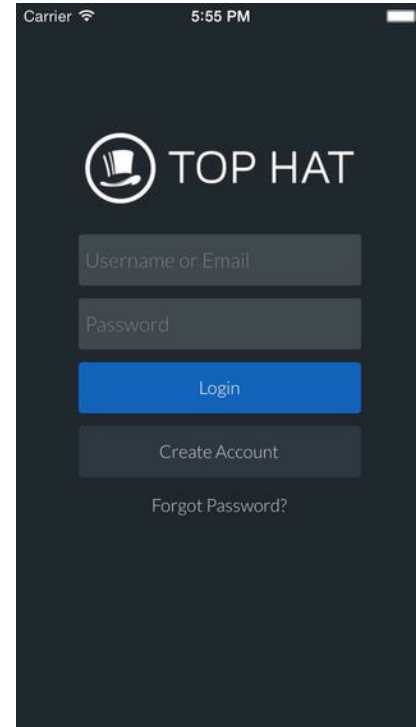 Carrier 5:55 PM
TOP HAT
Username or Email
Password
Login
Create Account
Forgot Password?